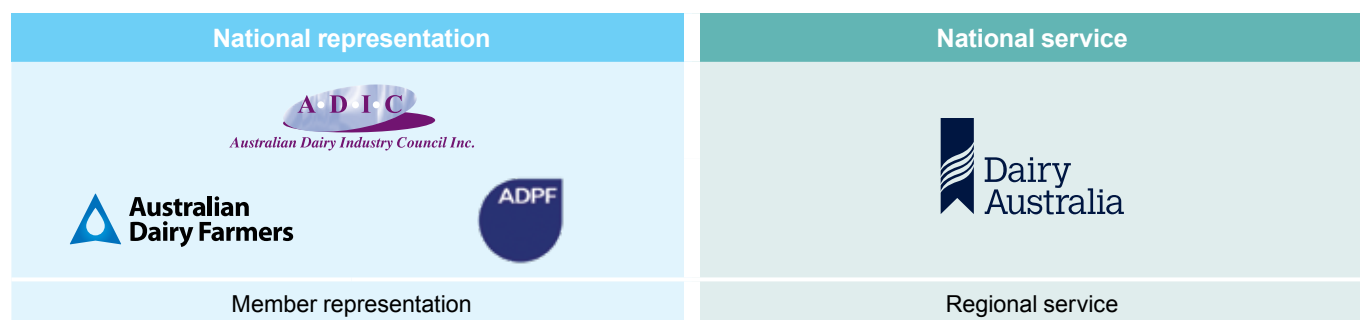 National representation
National service
A·D·I·C
Australian Dairy Industry Council Inc.
Australian
Dairy Farmers
ADPF
Dairy
Australia
Member representation
Regional service